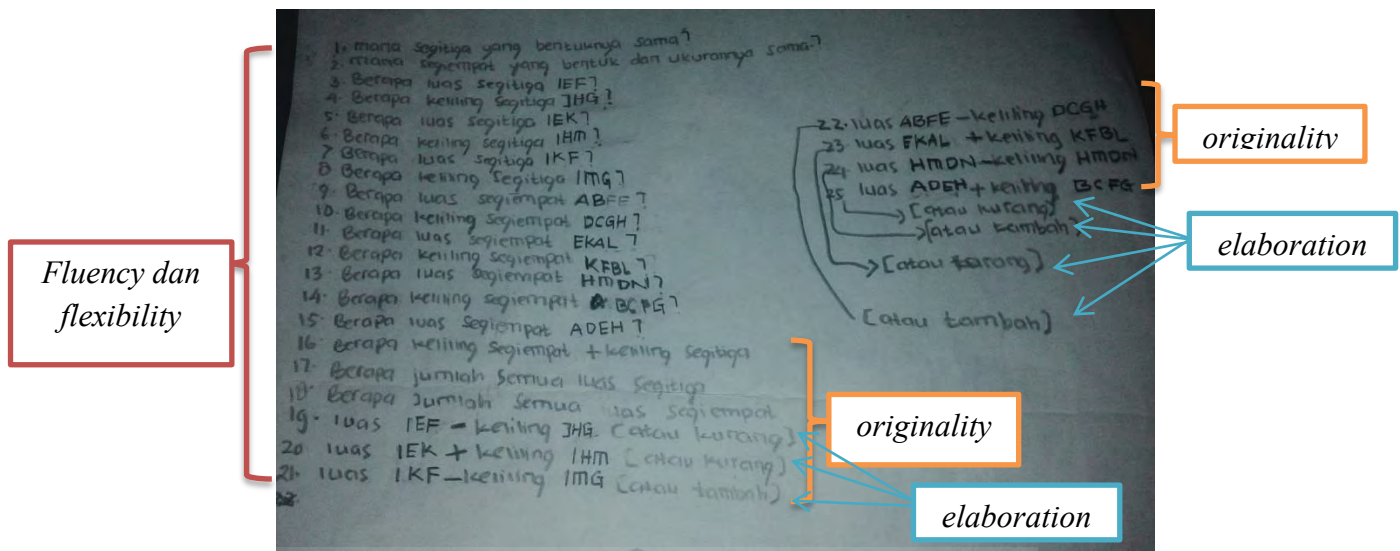 1. mana segitiga yang bentuknya sama?
2. mana segiempat yang bentuk dan ukurannya sama?
3. Berapa luas segitiga IEF?
4. Berapa keliling segitiga JHG?
5. Berapa luas segitiga IEK?
6. Berapa keliling segitiga IHM?
7. Berapa luas segitiga IKF?
8. Berapa keliling segitiga IMG?
9. Berapa luas segiempat ABFE?
10. Berapa keliling segiempat DCGH?
11. Berapa luas segiempat EKAL?
12. Berapa keliling segiempat KFBL?
13. Berapa luas segiempat HMDN?
14. Berapa keliling segiempat BCFG?
15. Berapa luas segiempat ADEH?
16. Berapa keliling segiempat + keliling segitiga
17. Berapa jumlah semua luas segitiga
18. Berapa Jumlah semua luas segiempat
19. luas IEF - keliling JHG. [atau kurang]
20. luas IEK + keliling IHM [atau kurang]
21. luas IKF - keliling IMG [atau tambah]
22. luas ABFE - keliling DCGH
23. luas EKAL + keliling KFBL
24. luas HMDN - keliling HMDN
25. luas ADEH + keliling BCFG
[atau kurang]
[atau tambah]
[atau kurang]
[atau tambah]
Fluency dan
flexibility
originality
elaboration
originality
elaboration